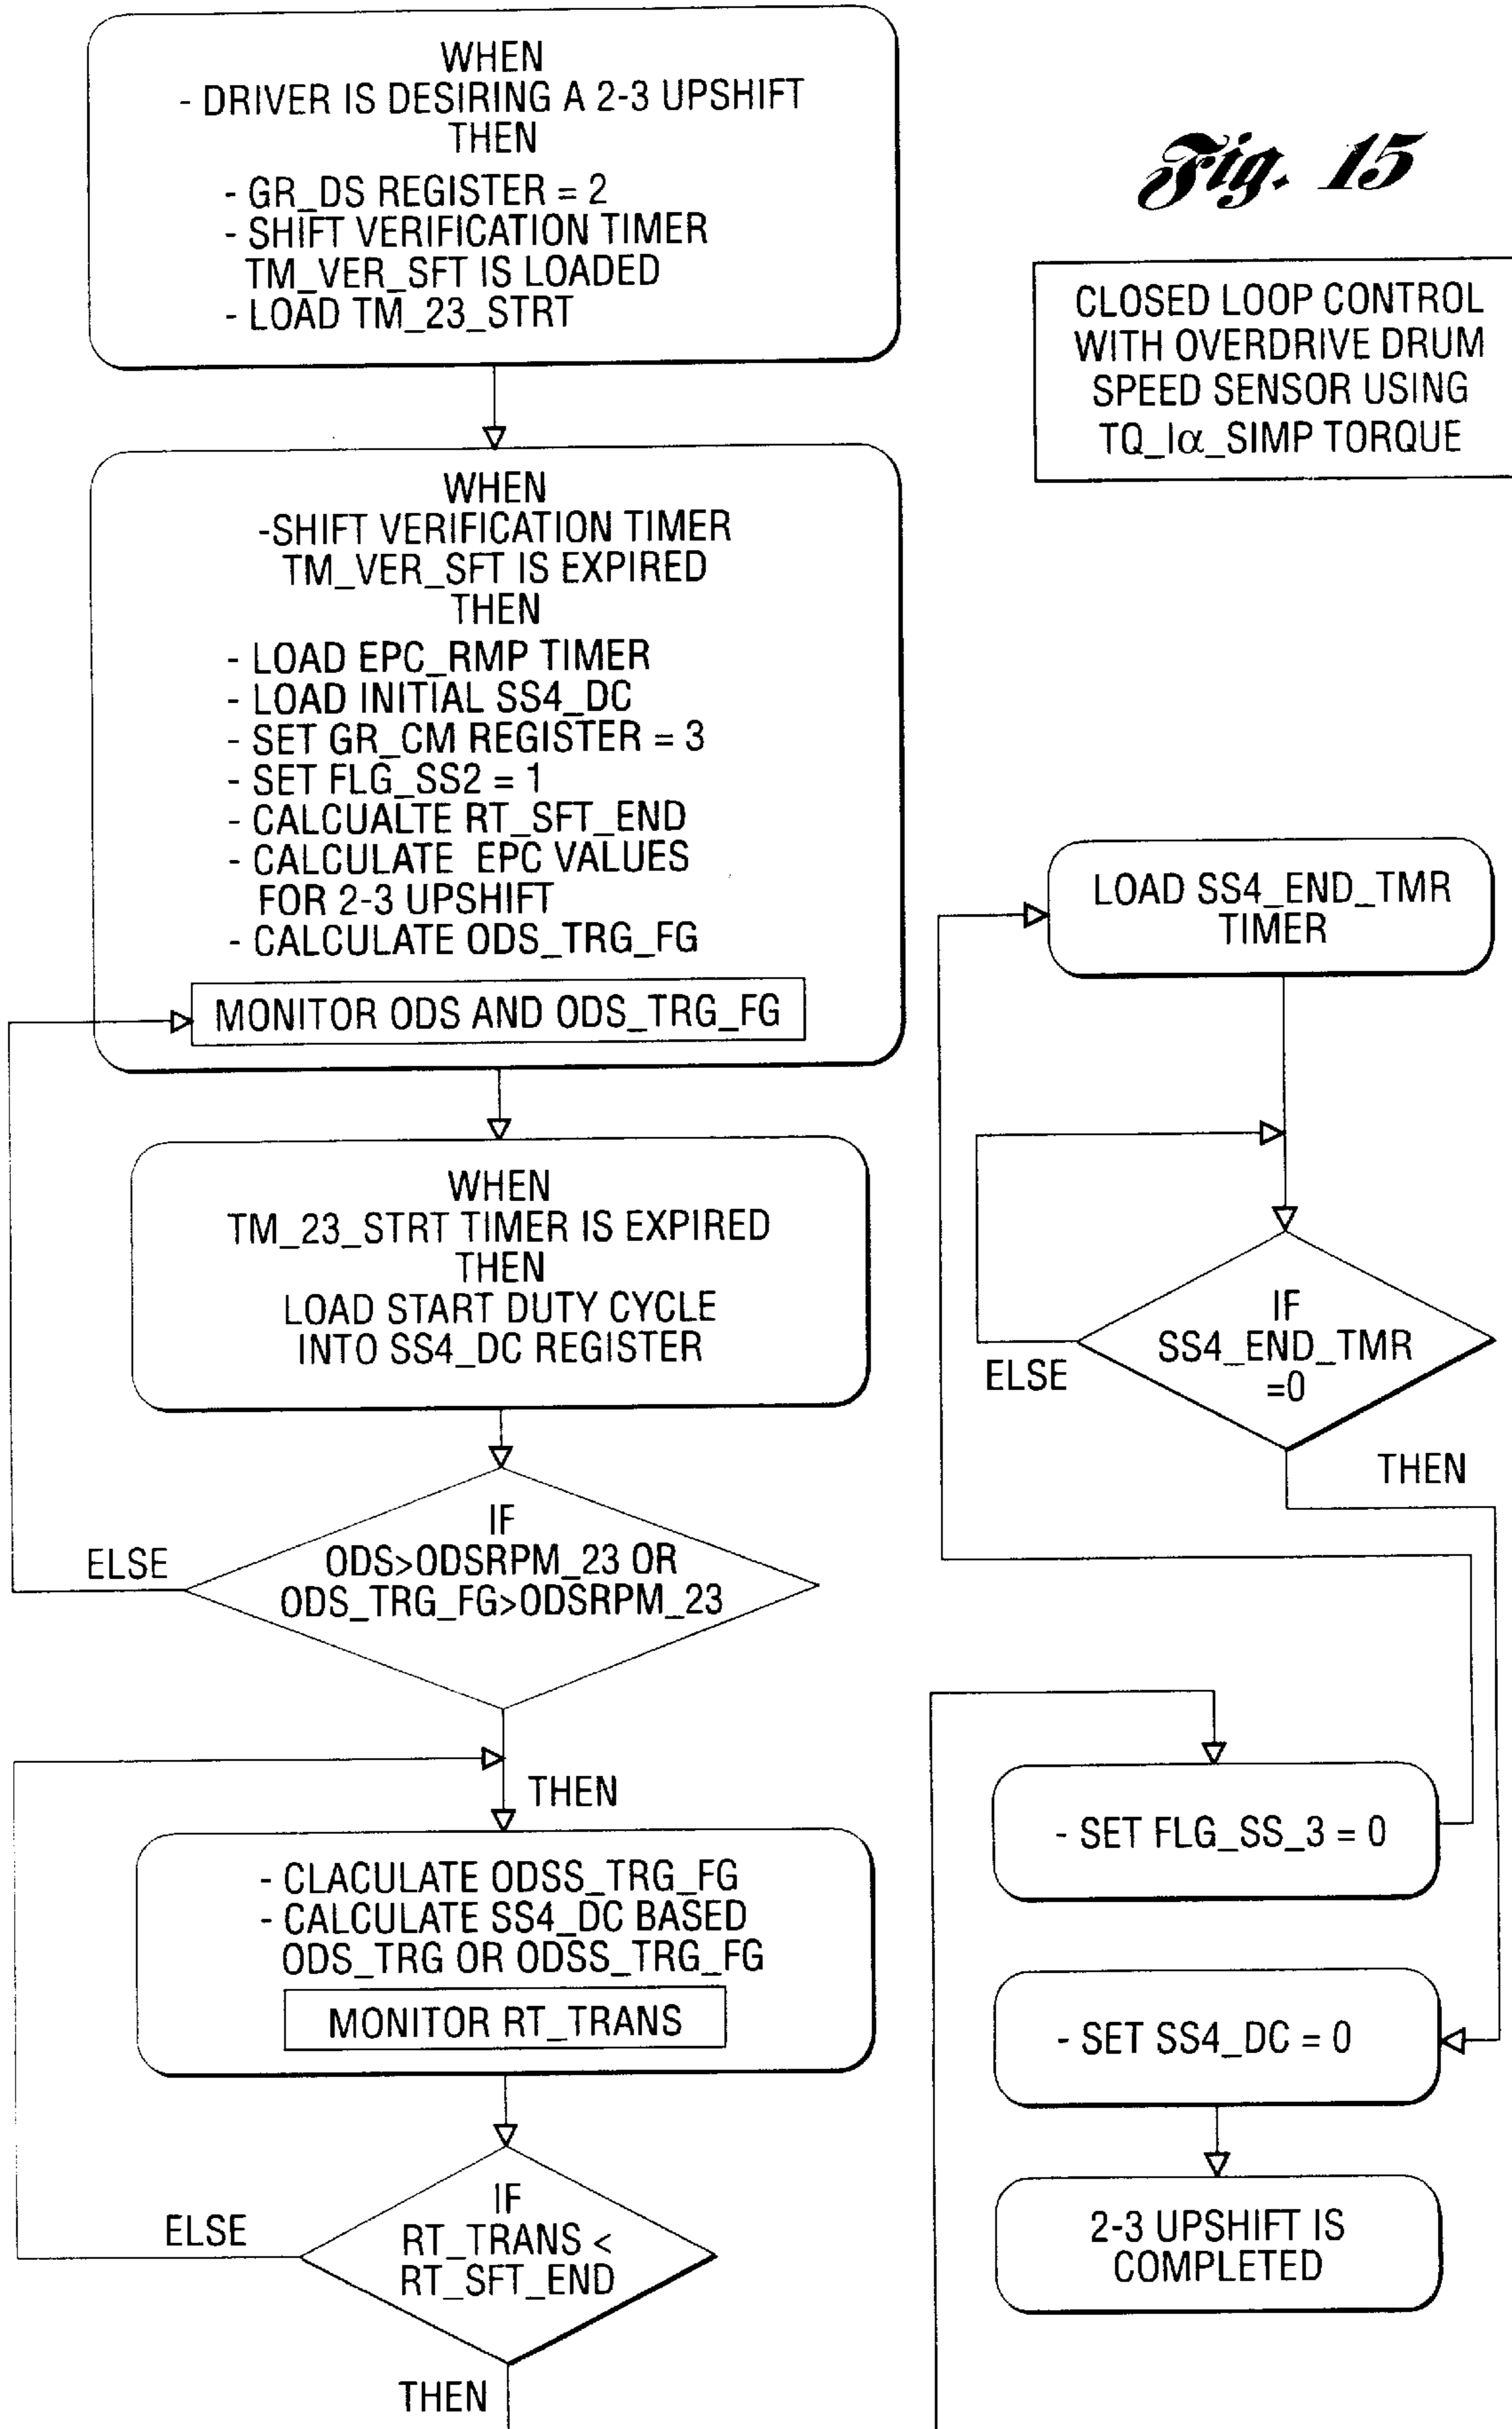 WHEN
- DRIVER IS DESIRING A 2-3 UPSHIFT
THEN
- GR_DS REGISTER = 2
- SHIFT VERIFICATION TIMER
TM_VER_SFT IS LOADED
- LOAD TM_23_STRT
Fig. 15
CLOSED LOOP CONTROL
WITH OVERDRIVE DRUM
SPEED SENSOR USING
TQ_Iα_SIMP TORQUE
WHEN
-SHIFT VERIFICATION TIMER
TM_VER_SFT IS EXPIRED
THEN
- LOAD EPC_RMP TIMER
- LOAD INITIAL SS4_DC
- SET GR_CM REGISTER = 3
- SET FLG_SS2 = 1
- CALCUALTE RT_SFT_END
- CALCULATE EPC VALUES
FOR 2-3 UPSHIFT
- CALCULATE ODS_TRG_FG
MONITOR ODS AND ODS_TRG_FG
WHEN
TM_23_STRT TIMER IS EXPIRED
THEN
LOAD START DUTY CYCLE
INTO SS4_DC REGISTER
IF
ODS>ODSRPM_23 OR
ODS_TRG_FG>ODSRPM_23
ELSE
THEN
- CLACULATE ODSS_TRG_FG
- CALCULATE SS4_DC BASED
ODS_TRG OR ODSS_TRG_FG
MONITOR RT_TRANS
IF
RT_TRANS <
RT_SFT_END
ELSE
THEN
LOAD SS4_END_TMR
TIMER
IF
SS4_END_TMR
=0
ELSE
THEN
- SET FLG_SS_3 = 0
- SET SS4_DC = 0
2-3 UPSHIFT IS
COMPLETED